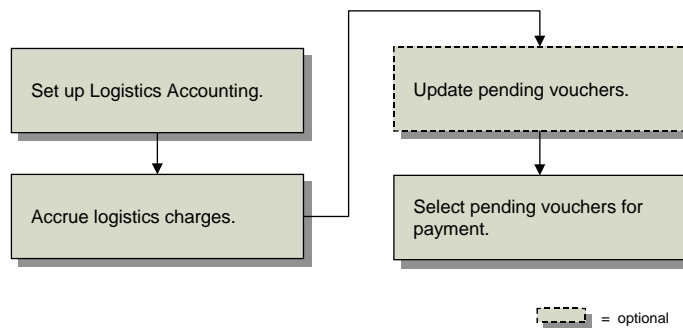 Set up Logistics Accounting.
Accrue logistics charges.
Update pending vouchers.
Select pending vouchers for
payment.
= optional